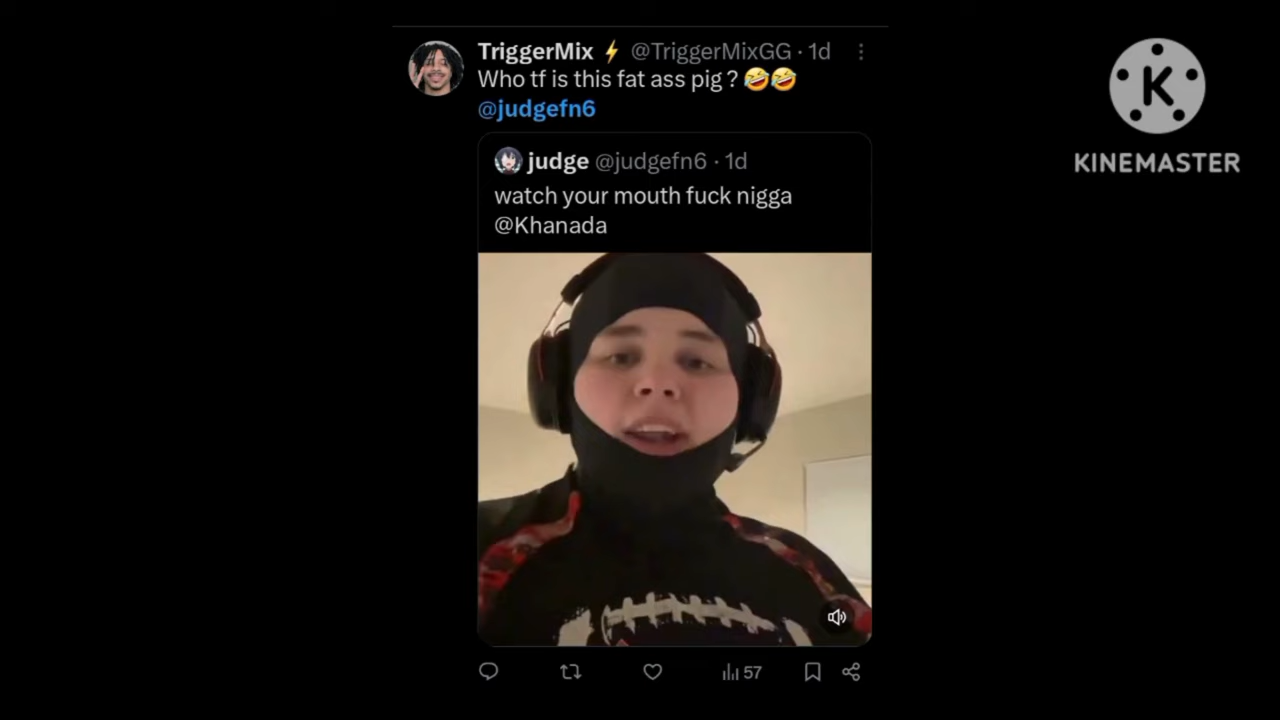 TriggerMix ⚡ @TriggerMixGG · 1d
Who tf is this fat ass pig ? 🤣🤣
@judgefn6
judge @judgefn6 · 1d
watch your mouth fuck nigga
@Khanada
57
K
KINEMASTER